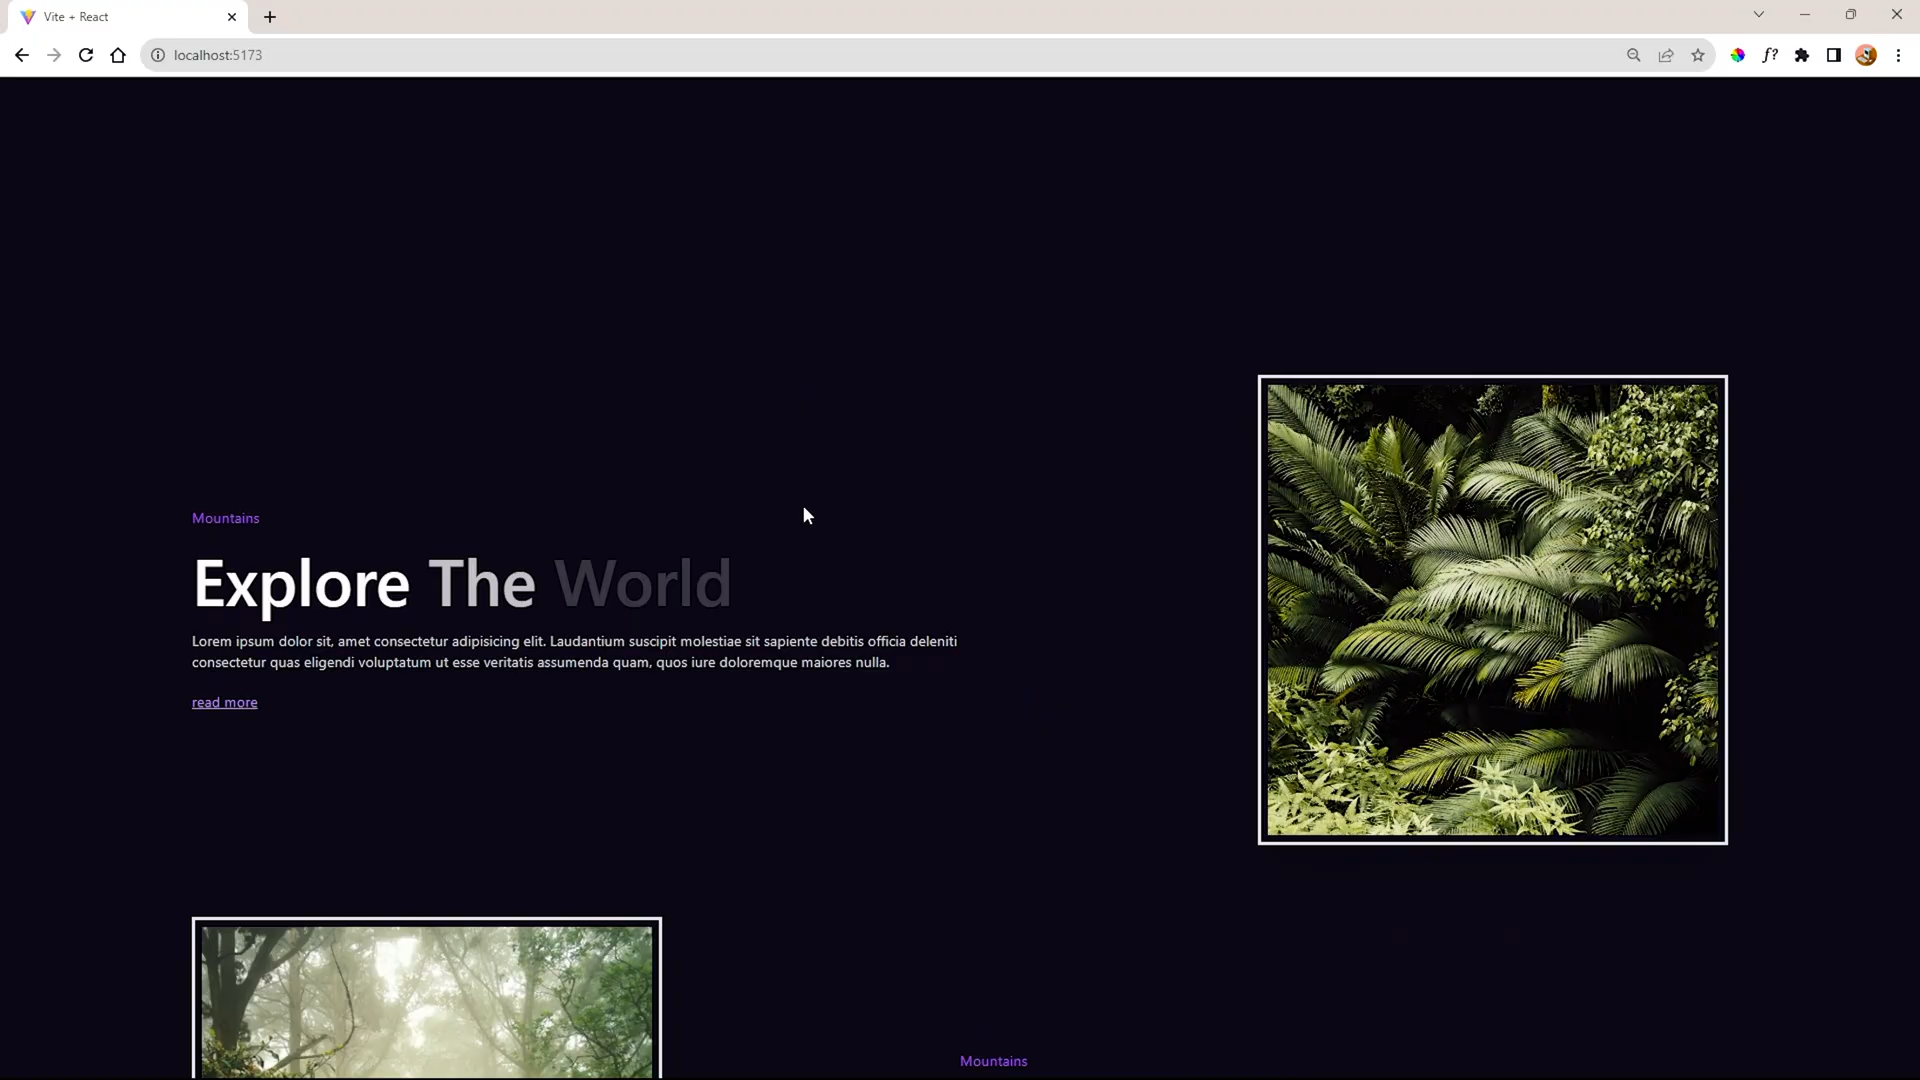 Vite + React
localhost:5173
f?
Mountains
Explore The World
Lorem ipsum dolor sit, amet consectetur adipisicing elit. Laudantium suscipit molestiae sit sapiente debitis officia deleniti
consectetur quas eligendi voluptatum ut esse veritatis assumenda quam, quos iure doloremque maiores nulla.
read more
Mountains